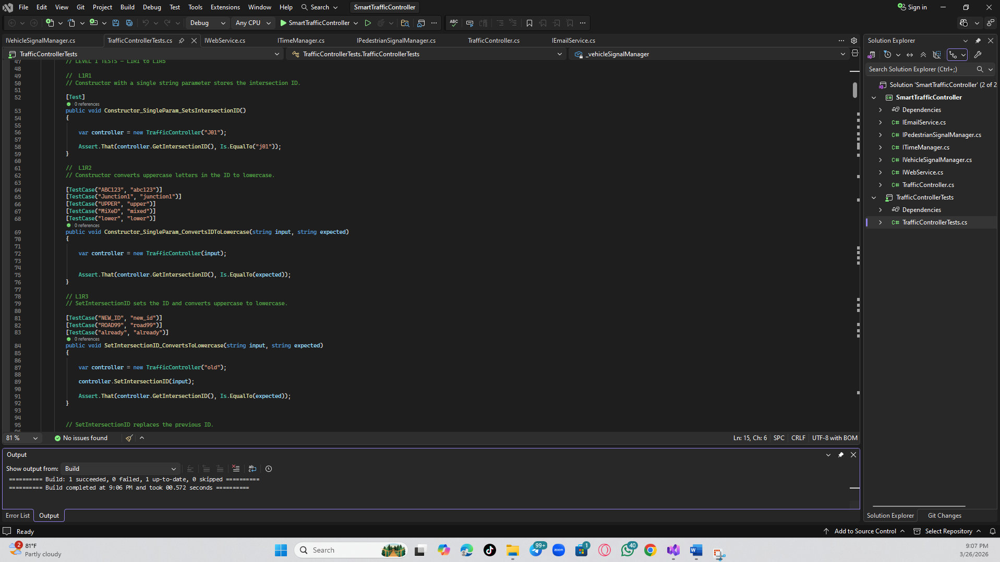 File Edit View Git Project Build Debug Test Tools Extensions Window Help Search SmartTrafficController Sign in
Debug Any CPU SmartTrafficController
IVehicleSignalManager.cs TrafficControllerTests.cs IWebService.cs ITimeManager.cs IPedestrianSignalManager.cs TrafficController.cs IEmailService.cs
TrafficControllerTests TrafficControllerTests.TrafficControllerTests _vehicleSignalManager
47 // LEVEL 1 TESTS — L1R1 to L1R5
48
49 // L1R1
50 // Constructor with a single string parameter stores the intersection ID.
51
52 [Test]
0 references
53 public void Constructor_SingleParam_SetsIntersectionID()
54 {
55
56 var controller = new TrafficController("J01");
57
58 Assert.That(controller.GetIntersectionID(), Is.EqualTo("j01"));
59 }
60
61 // L1R2
62 // Constructor converts uppercase letters in the ID to lowercase.
63
64 [TestCase("ABC123", "abc123")]
65 [TestCase("Junction1", "junction1")]
66 [TestCase("UPPER", "upper")]
67 [TestCase("MiXeD", "mixed")]
68 [TestCase("lower", "lower")]
0 references
69 public void Constructor_SingleParam_ConvertsIDToLowercase(string input, string expected)
70 {
71
72 var controller = new TrafficController(input);
73
74
75 Assert.That(controller.GetIntersectionID(), Is.EqualTo(expected));
76 }
77
78 // L1R3
79 // SetIntersectionID sets the ID and converts uppercase to lowercase.
80
81 [TestCase("NEW_ID", "new_id")]
82 [TestCase("ROAD99", "road99")]
83 [TestCase("already", "already")]
0 references
84 public void SetIntersectionID_ConvertsToLowercase(string input, string expected)
85 {
86
87 var controller = new TrafficController("old");
88
89 controller.SetIntersectionID(input);
90
91 Assert.That(controller.GetIntersectionID(), Is.EqualTo(expected));
92 }
93
94
95 // SetIntersectionID replaces the previous ID.
96
81 % No issues found Ln: 15, Ch: 6 SPC CRLF UTF-8 with BOM
Output
Show output from: Build
========== Build: 1 succeeded, 0 failed, 1 up-to-date, 0 skipped ==========
========== Build completed at 9:06 PM and took 00.572 seconds ==========
Error List Output
Solution Explorer
Search Solution Explorer (Ctrl+;)
Solution 'SmartTrafficController' (2 of 2
SmartTrafficController
Dependencies
C# IEmailService.cs
C# IPedestrianSignalManager.cs
C# ITimeManager.cs
C# IVehicleSignalManager.cs
C# IWebService.cs
C# TrafficController.cs
TrafficControllerTests
Dependencies
C# TrafficControllerTests.cs
Solution Explorer Git Changes
Ready Add to Source Control Select Repository
2 81°F
Partly cloudy
Search
99+
zoom
1
40
9:07 PM
3/26/2026